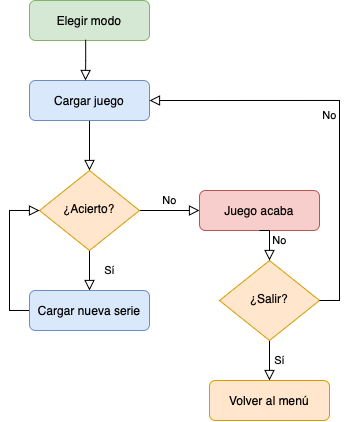 Elegir modo
Cargar juego
No
¿Acierto?
No
Juego acaba
No
Sí
¿Salir?
Cargar nueva serie
Sí
Volver al menú